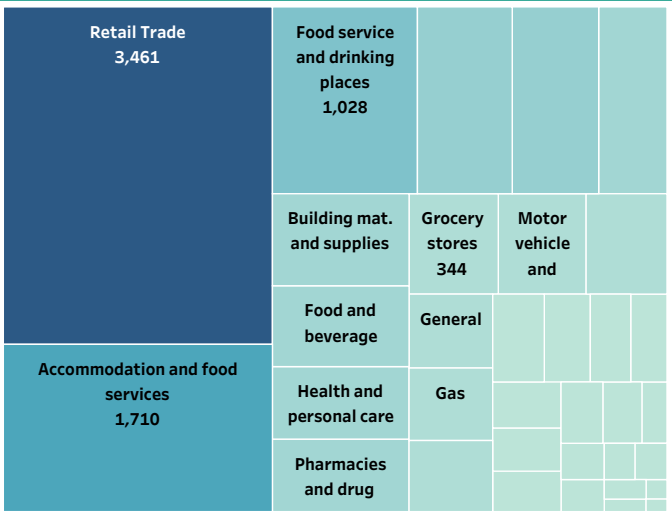 Retail Trade
3,461
Food service
and drinking
places
1,028
Building mat.
and supplies
Grocery
stores
344
Motor
vehicle
and
Food and
beverage
General
Accommodation and food
services
1,710
Health and
personal care
Gas
Pharmacies
and drug